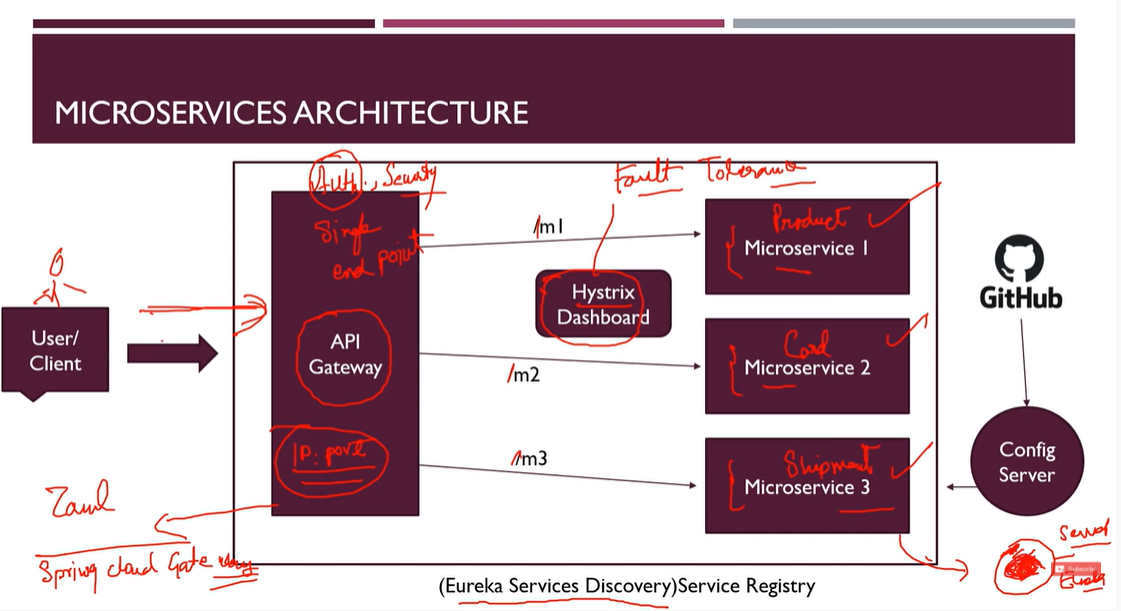 MICROSERVICES ARCHITECTURE
Auth., Security
Fault Tolerance
Single
end point
/m1
Product
Microservice 1
User/
Client
API
Gateway
Hystrix
Dashboard
GitHub
/m2
Microservice 2
IP: port
/m3
Shipment
Microservice 3
Config
Server
Spring cloud Gateway
Server
Subscribe
Eureka
(Eureka Services Discovery)Service Registry